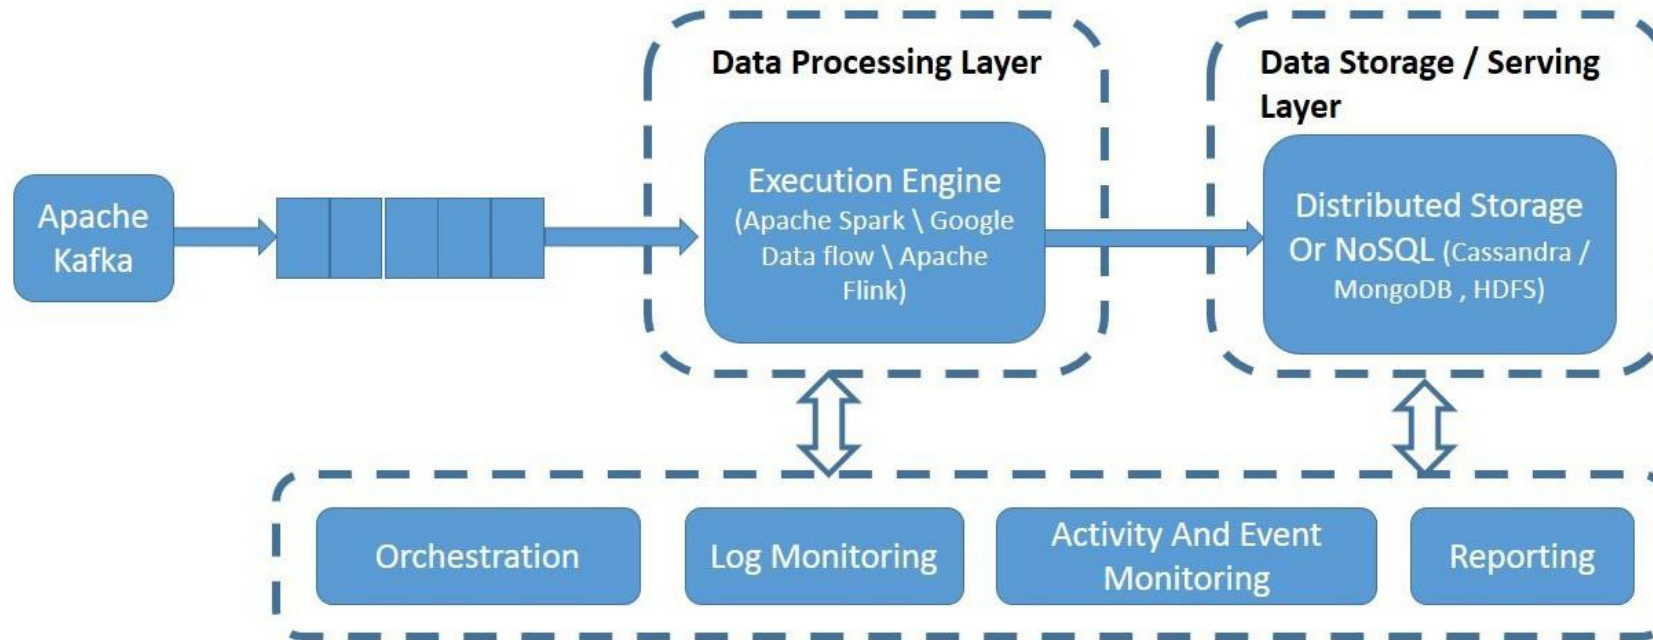 Data Processing Layer
Data Storage / Serving
Layer
Apache
Kafka
Execution Engine
(Apache Spark \ Google
Data flow \ Apache
Flink)
Distributed Storage
Or NoSQL (Cassandra /
MongoDB , HDFS)
Orchestration
Log Monitoring
Activity And Event
Monitoring
Reporting